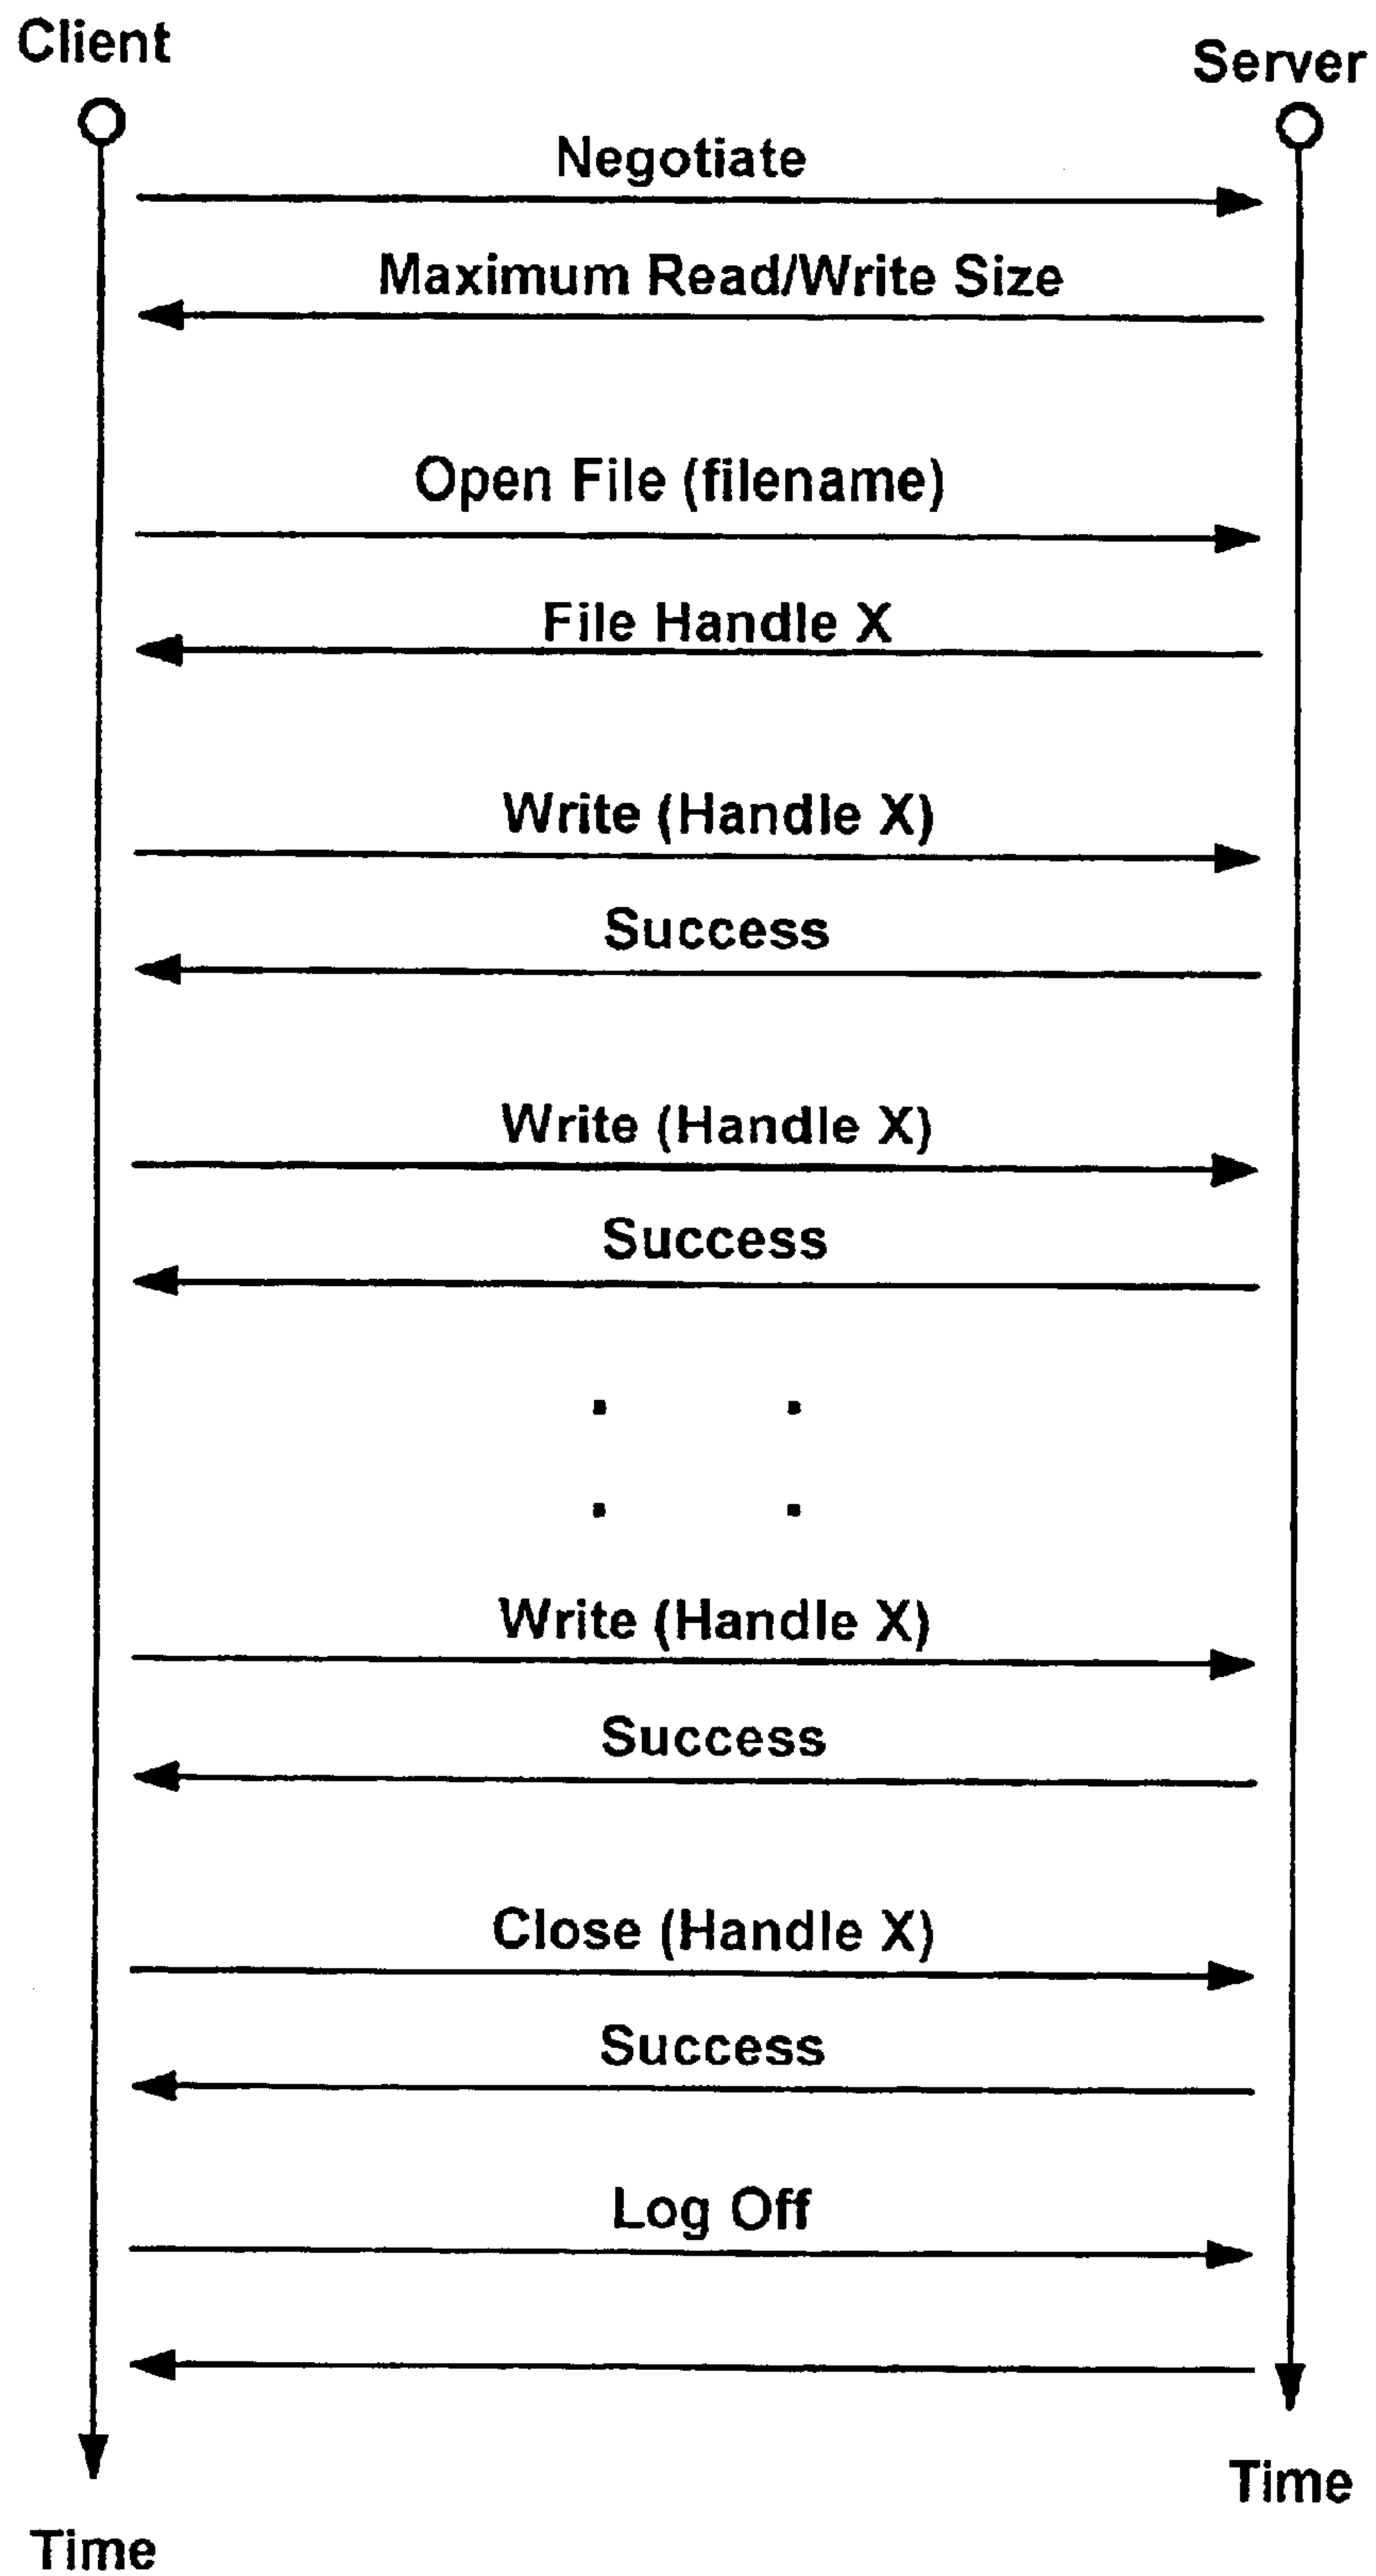 Client
Server
Negotiate
Maximum Read/Write Size
Open File (filename)
File Handle X
Write (Handle X)
Success
Write (Handle X)
Success
Write (Handle X)
Success
Close (Handle X)
Success
Log Off
Time
Time